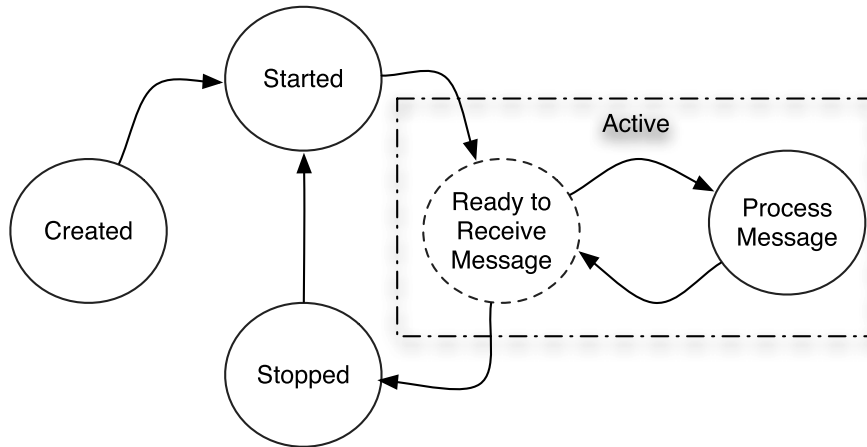 Started
Active
Created
Ready to
Receive
Message
Process
Message
Stopped